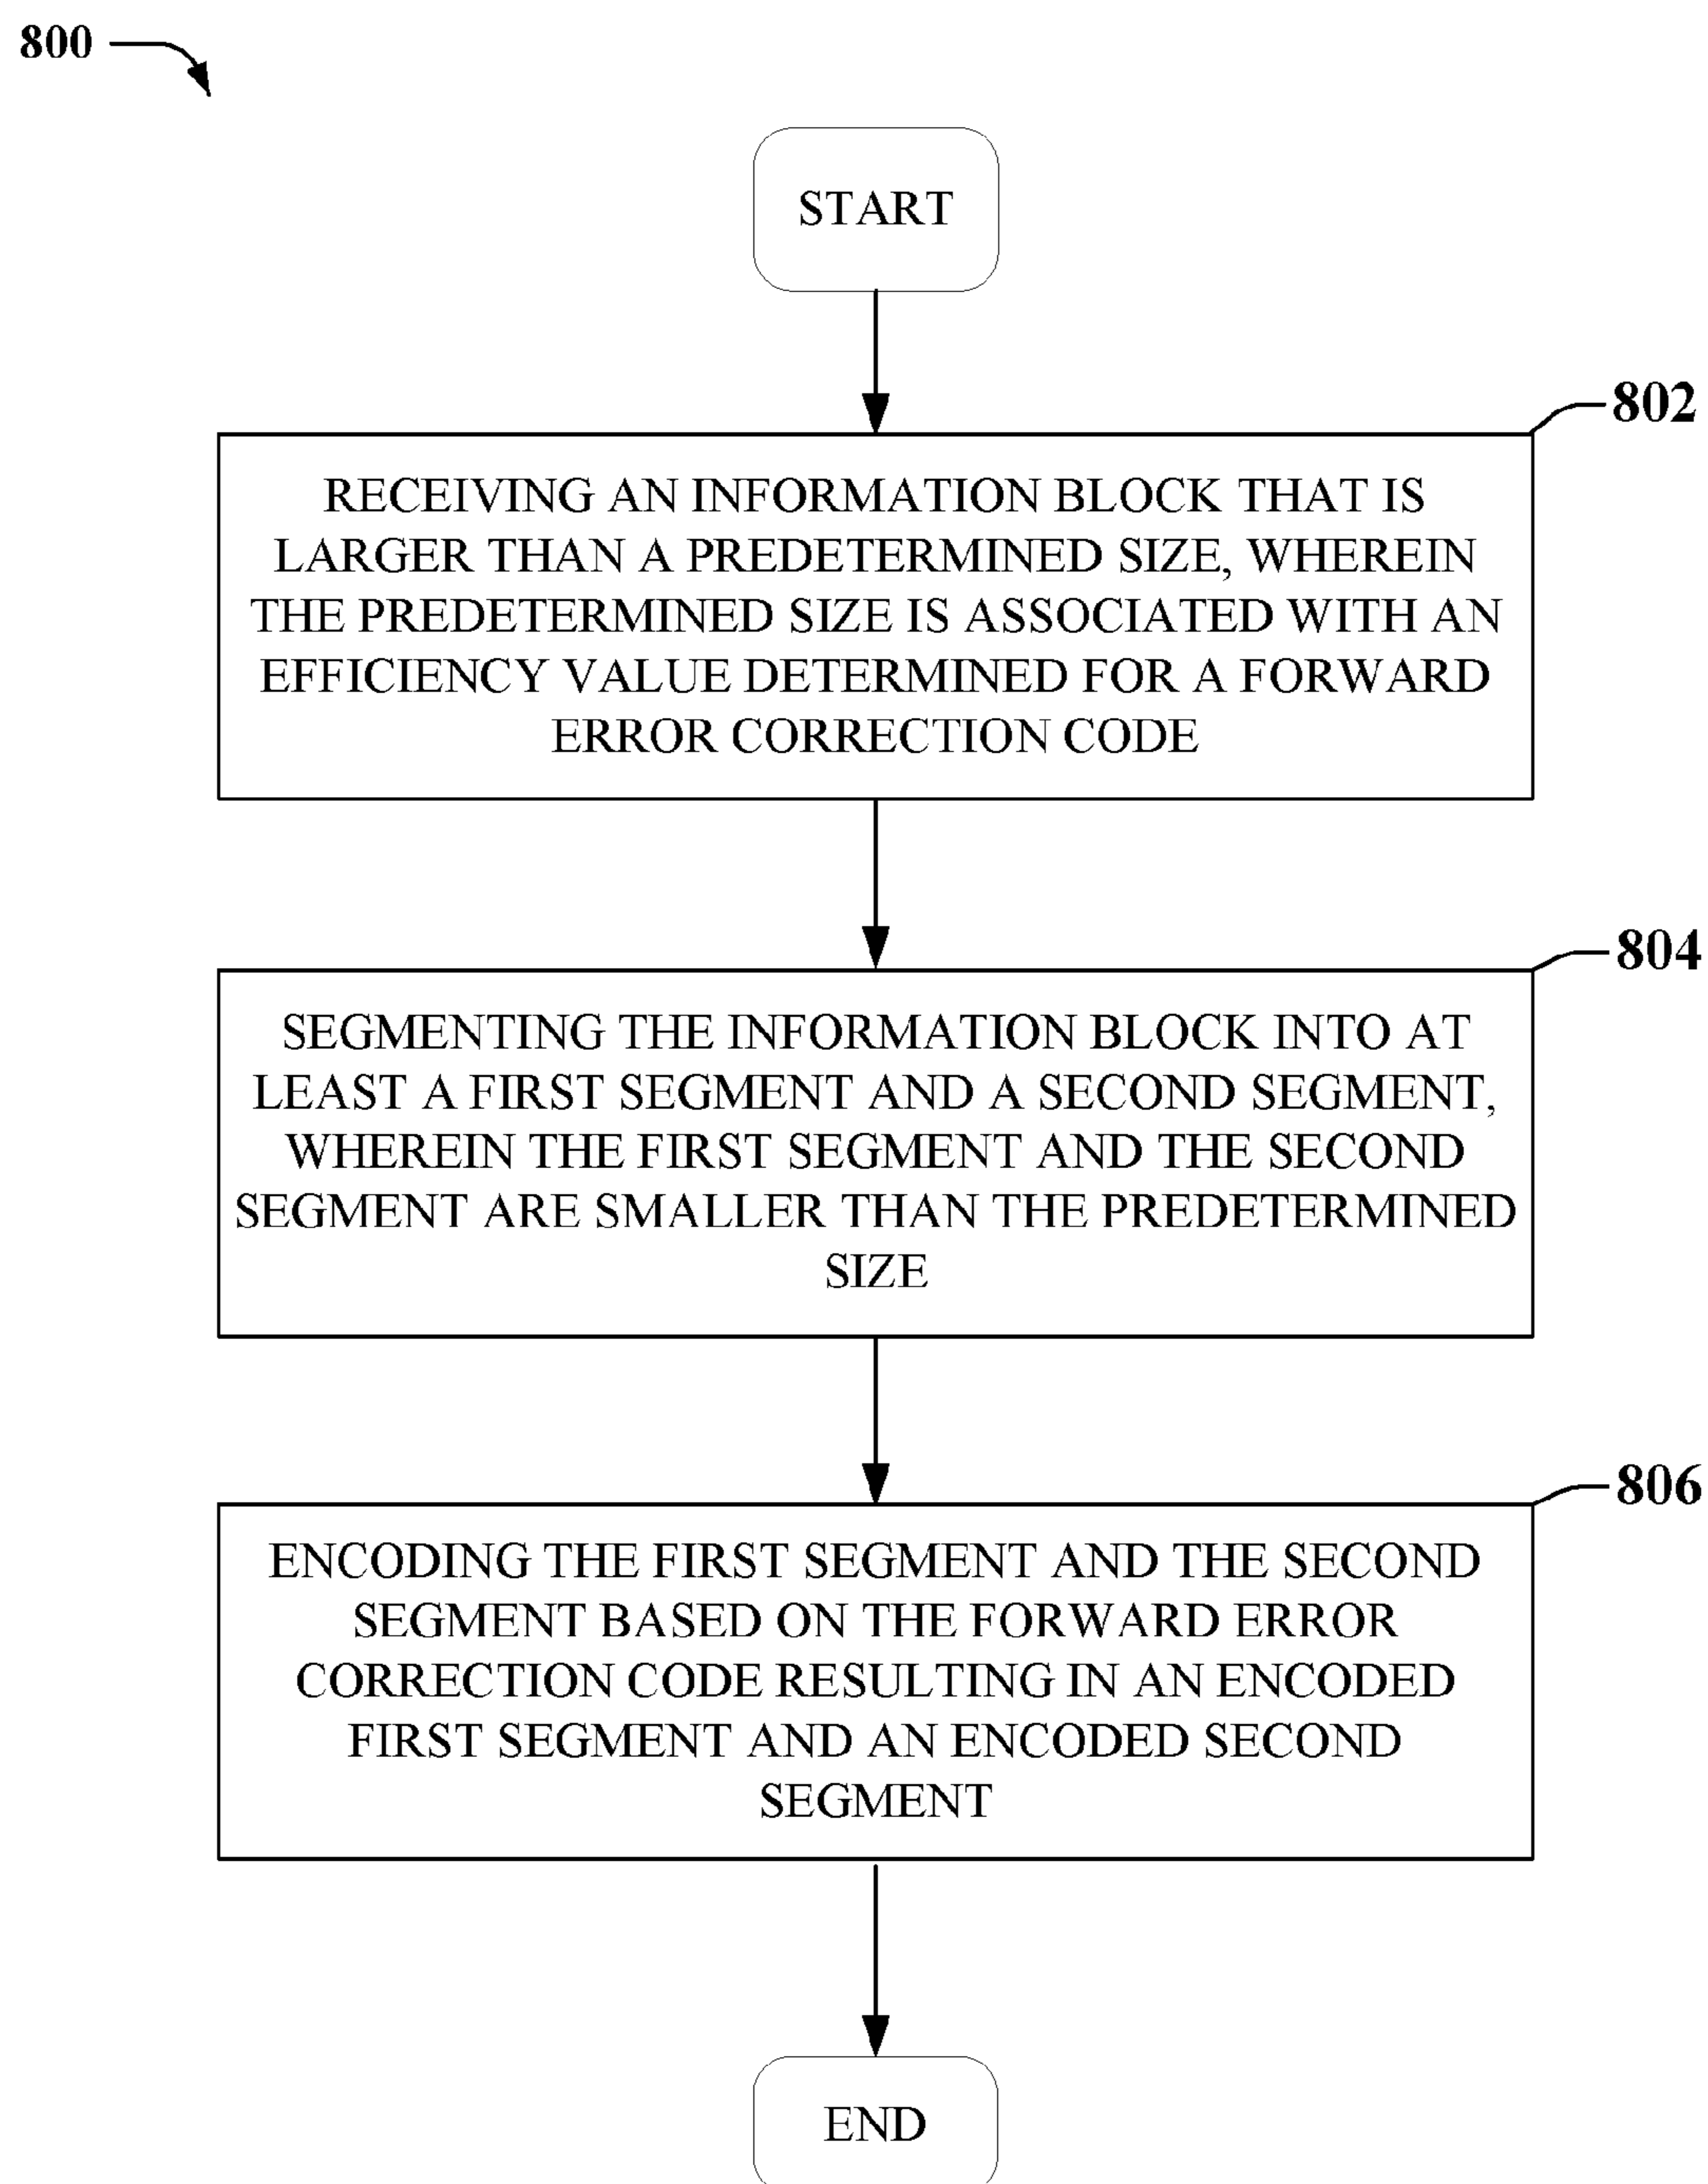 800
START
802
RECEIVING AN INFORMATION BLOCK THAT IS
LARGER THAN A PREDETERMINED SIZE, WHEREIN
THE PREDETERMINED SIZE IS ASSOCIATED WITH AN
EFFICIENCY VALUE DETERMINED FOR A FORWARD
ERROR CORRECTION CODE
804
SEGMENTING THE INFORMATION BLOCK INTO AT
LEAST A FIRST SEGMENT AND A SECOND SEGMENT,
WHEREIN THE FIRST SEGMENT AND THE SECOND
SEGMENT ARE SMALLER THAN THE PREDETERMINED
SIZE
806
ENCODING THE FIRST SEGMENT AND THE SECOND
SEGMENT BASED ON THE FORWARD ERROR
CORRECTION CODE RESULTING IN AN ENCODED
FIRST SEGMENT AND AN ENCODED SECOND
SEGMENT
END